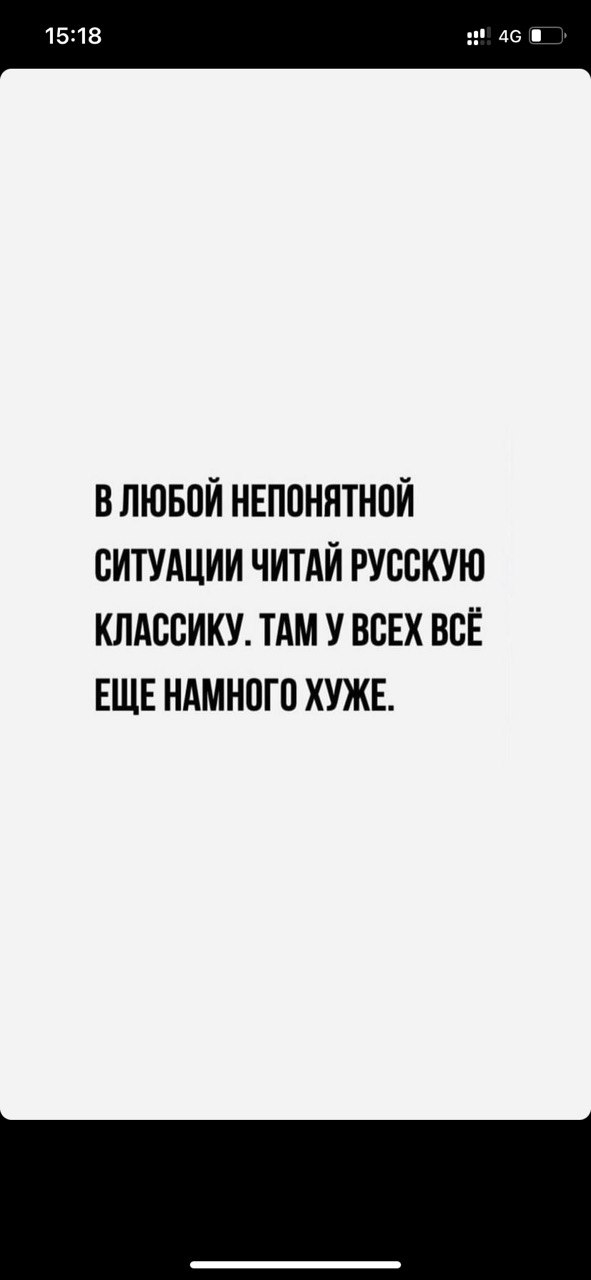 15:18
4G
В ЛЮБОЙ НЕПОНЯТНОЙ
СИТУАЦИИ ЧИТАЙ РУССКУЮ
КЛАССИКУ. ТАМ У ВСЕХ ВСЁ
ЕЩЕ НАМНОГО ХУЖЕ.